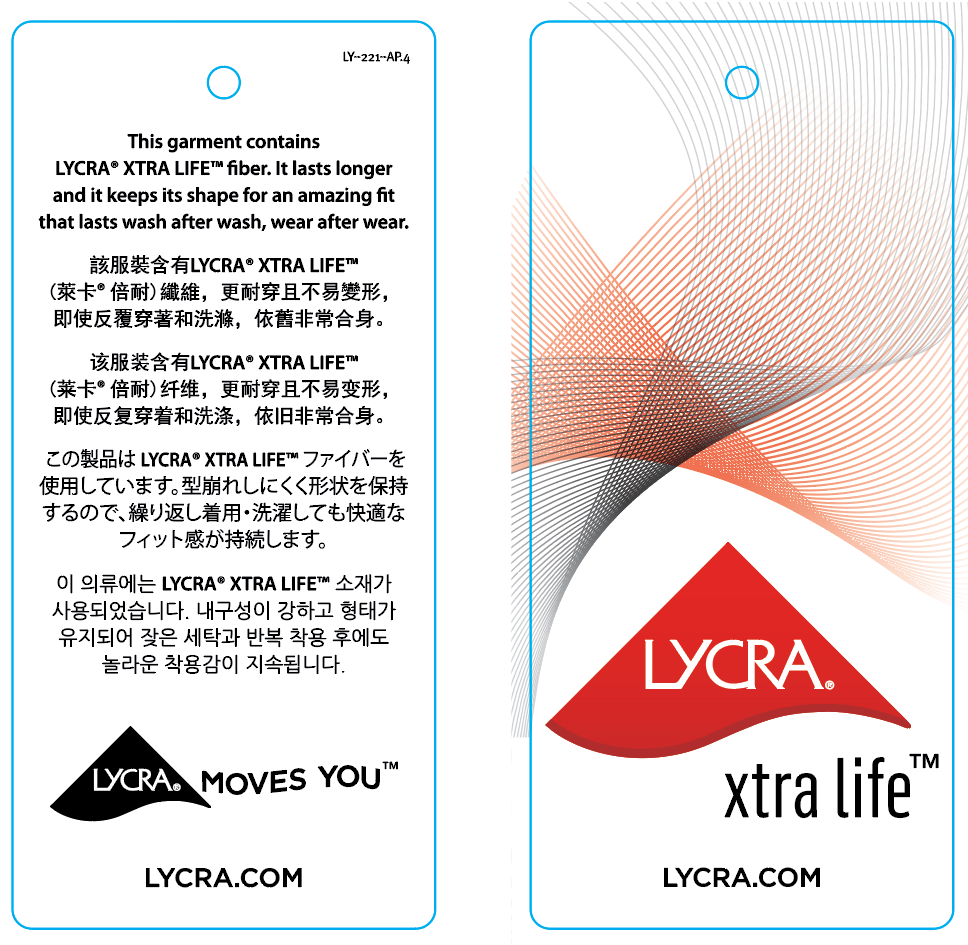 LY-221-AP.4
This garment contains
LYCRA® XTRA LIFE™ fiber. It lasts longer
and it keeps its shape for an amazing fit
that lasts wash after wash, wear after wear.
該服裝含有LYCRA® XTRA LIFE™
（萊卡® 倍耐）纖維，更耐穿且不易變形，
即使反覆穿著和洗滌，依舊非常合身。
该服装含有LYCRA® XTRA LIFE™
（莱卡® 倍耐）纤维，更耐穿且不易变形，
即使反复穿着和洗涤，依旧非常合身。
この製品は LYCRA® XTRA LIFE™ ファイバーを
使用しています。型崩れしにくく形状を保持
するので、繰り返し着用・洗濯しても快適な
フィット感が持続します。
이 의류에는 LYCRA® XTRA LIFE™ 소재가
사용되었습니다. 내구성이 강하고 형태가
유지되어 잦은 세탁과 반복 착용 후에도
놀라운 착용감이 지속됩니다.
LYCRA® MOVES YOU™
LYCRA.COM
LYCRA®
xtra life™
LYCRA.COM